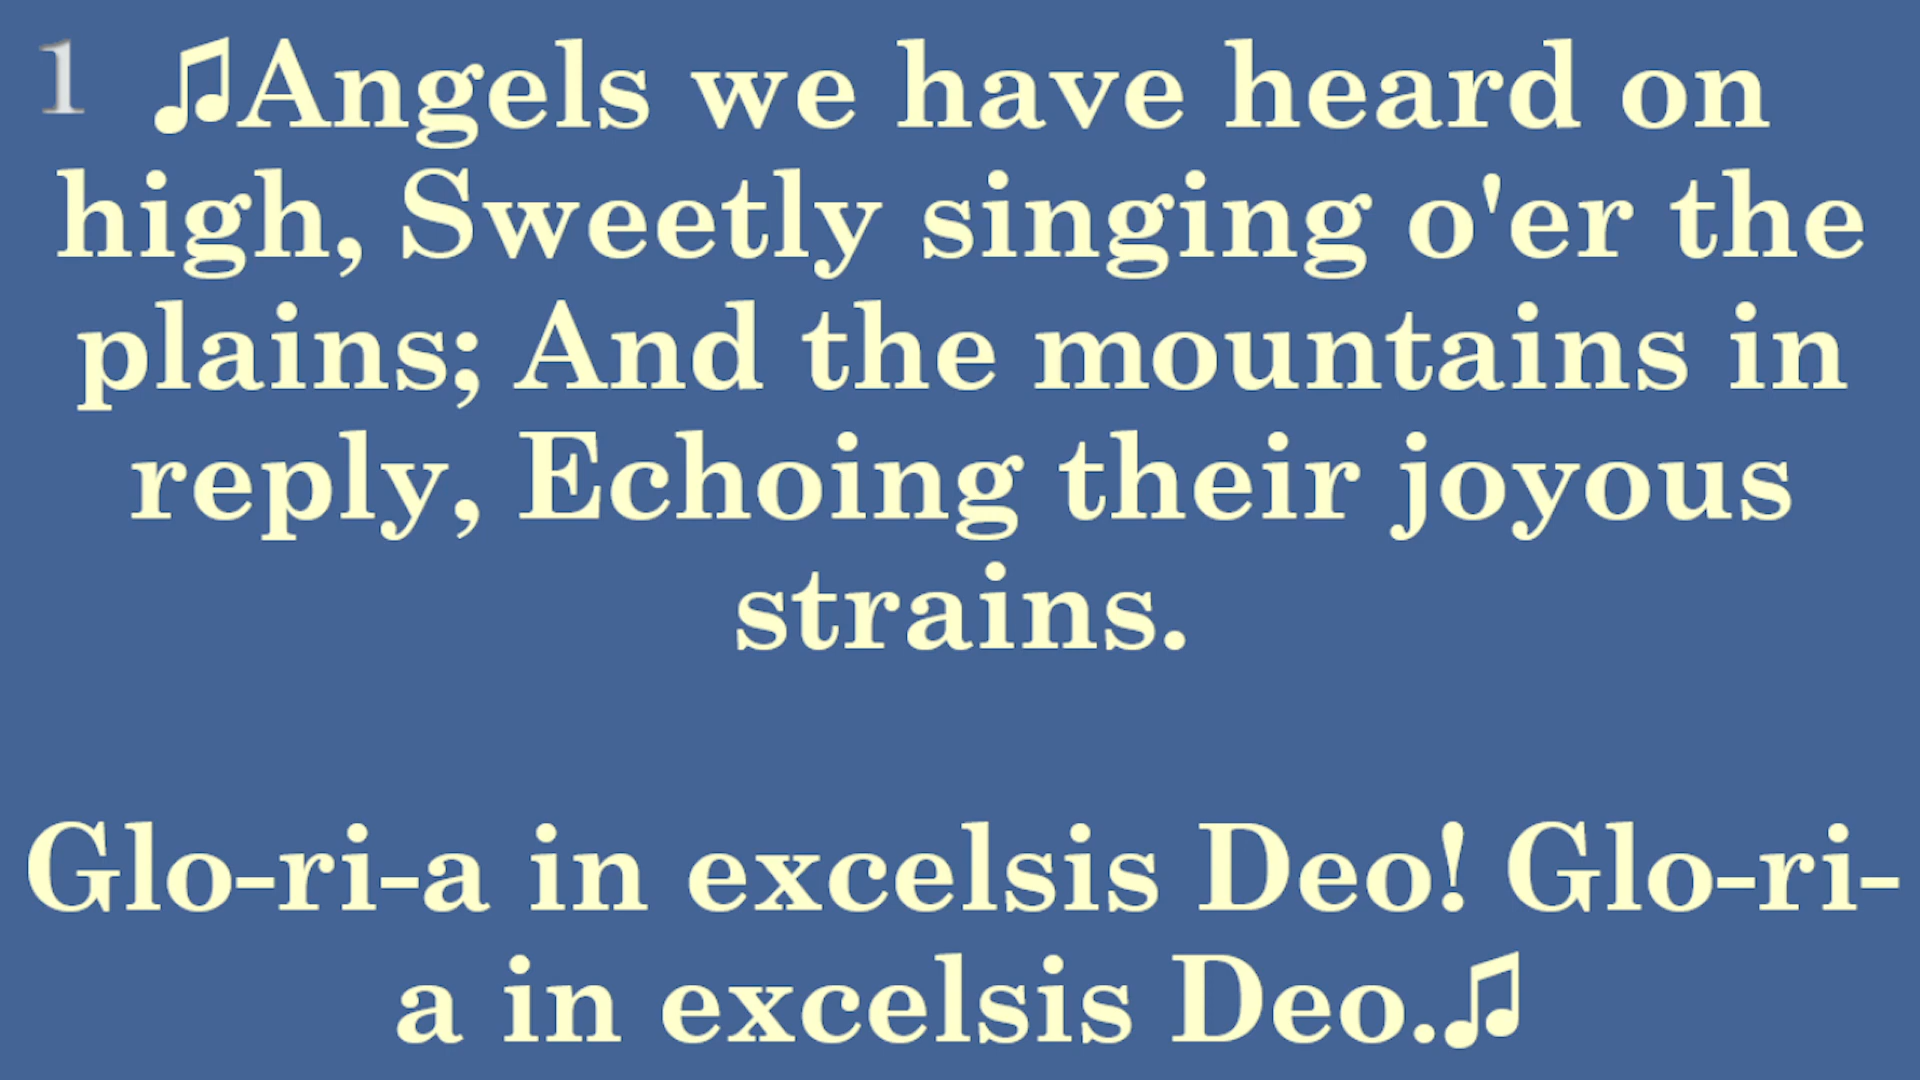 1 ♫Angels we have heard on
high, Sweetly singing o'er the
plains; And the mountains in
reply, Echoing their joyous
strains.
Glo-ri-a in excelsis Deo! Glo-ri-
a in excelsis Deo.♫